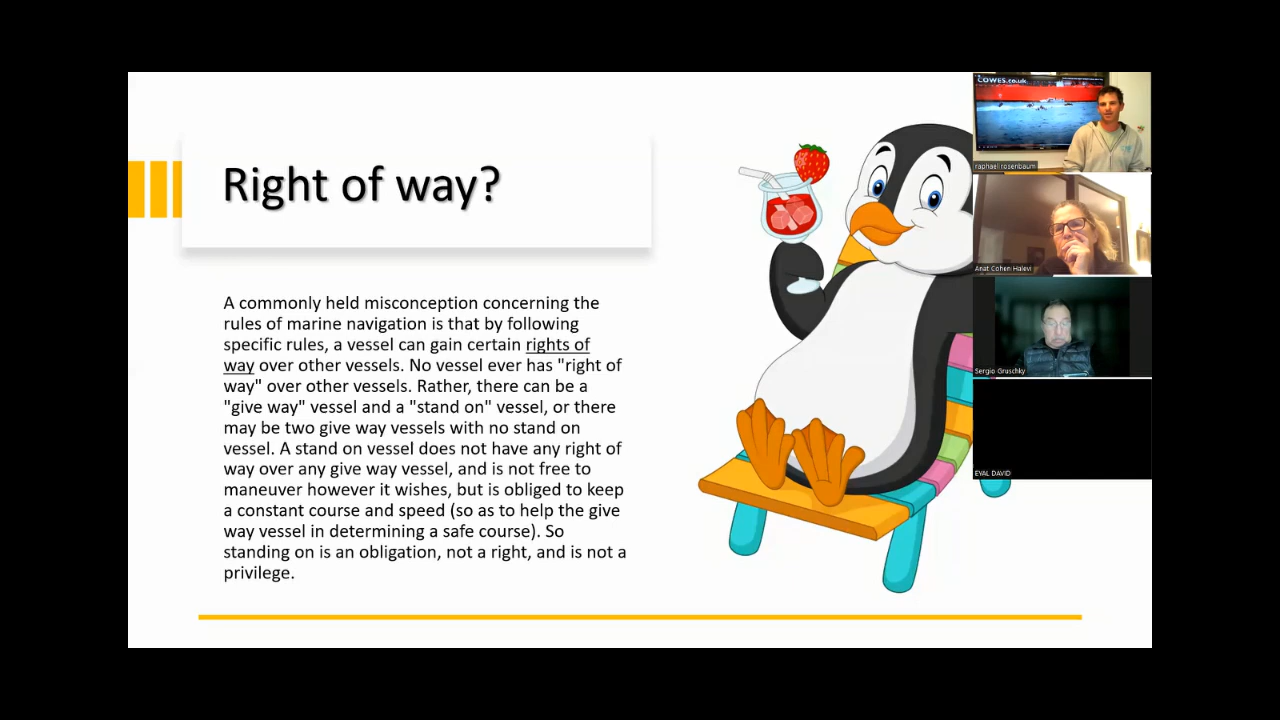 Right of way?
A commonly held misconception concerning the
rules of marine navigation is that by following
specific rules, a vessel can gain certain rights of
way over other vessels. No vessel ever has "right of
way" over other vessels. Rather, there can be a
"give way" vessel and a "stand on" vessel, or there
may be two give way vessels with no stand on
vessel. A stand on vessel does not have any right of
way over any give way vessel, and is not free to
maneuver however it wishes, but is obliged to keep
a constant course and speed (so as to help the give
way vessel in determining a safe course). So
standing on is an obligation, not a right, and is not a
privilege.
COWES.co.uk
raphael rosenbaum
Anat Cohen Halevi
Sergio Gruschky
EYAL DAVID